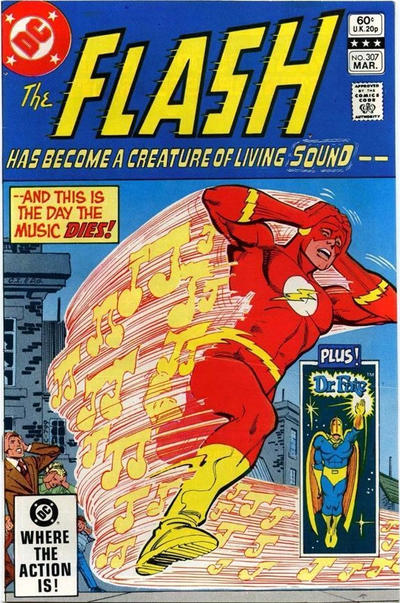 DC
60¢
U.K. 20p
NO. 307
MAR.
APPROVED
BY THE
COMICS
CODE
AUTHORITY
The FLASH
HAS BECOME A CREATURE OF LIVING SOUND --
--AND THIS IS
THE DAY THE
MUSIC DIES!
PLUS!
Dr. Fate™
DC
WHERE
THE
ACTION
IS!